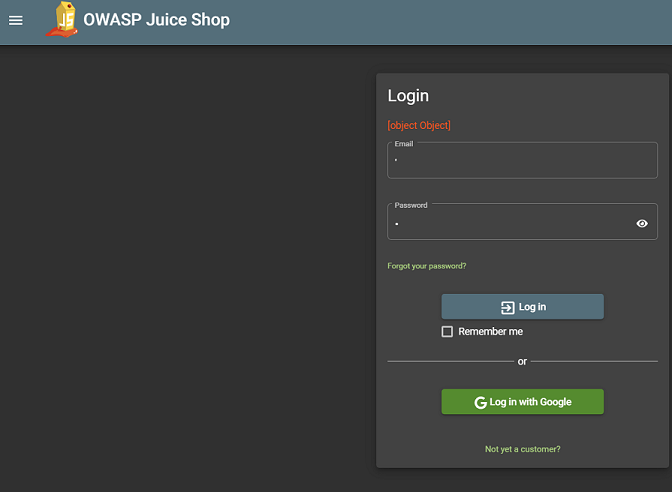 OWASP Juice Shop
Login
[object Object]
Email
'
Password
•
Forgot your password?
Log in
Remember me
or
Log in with Google
Not yet a customer?